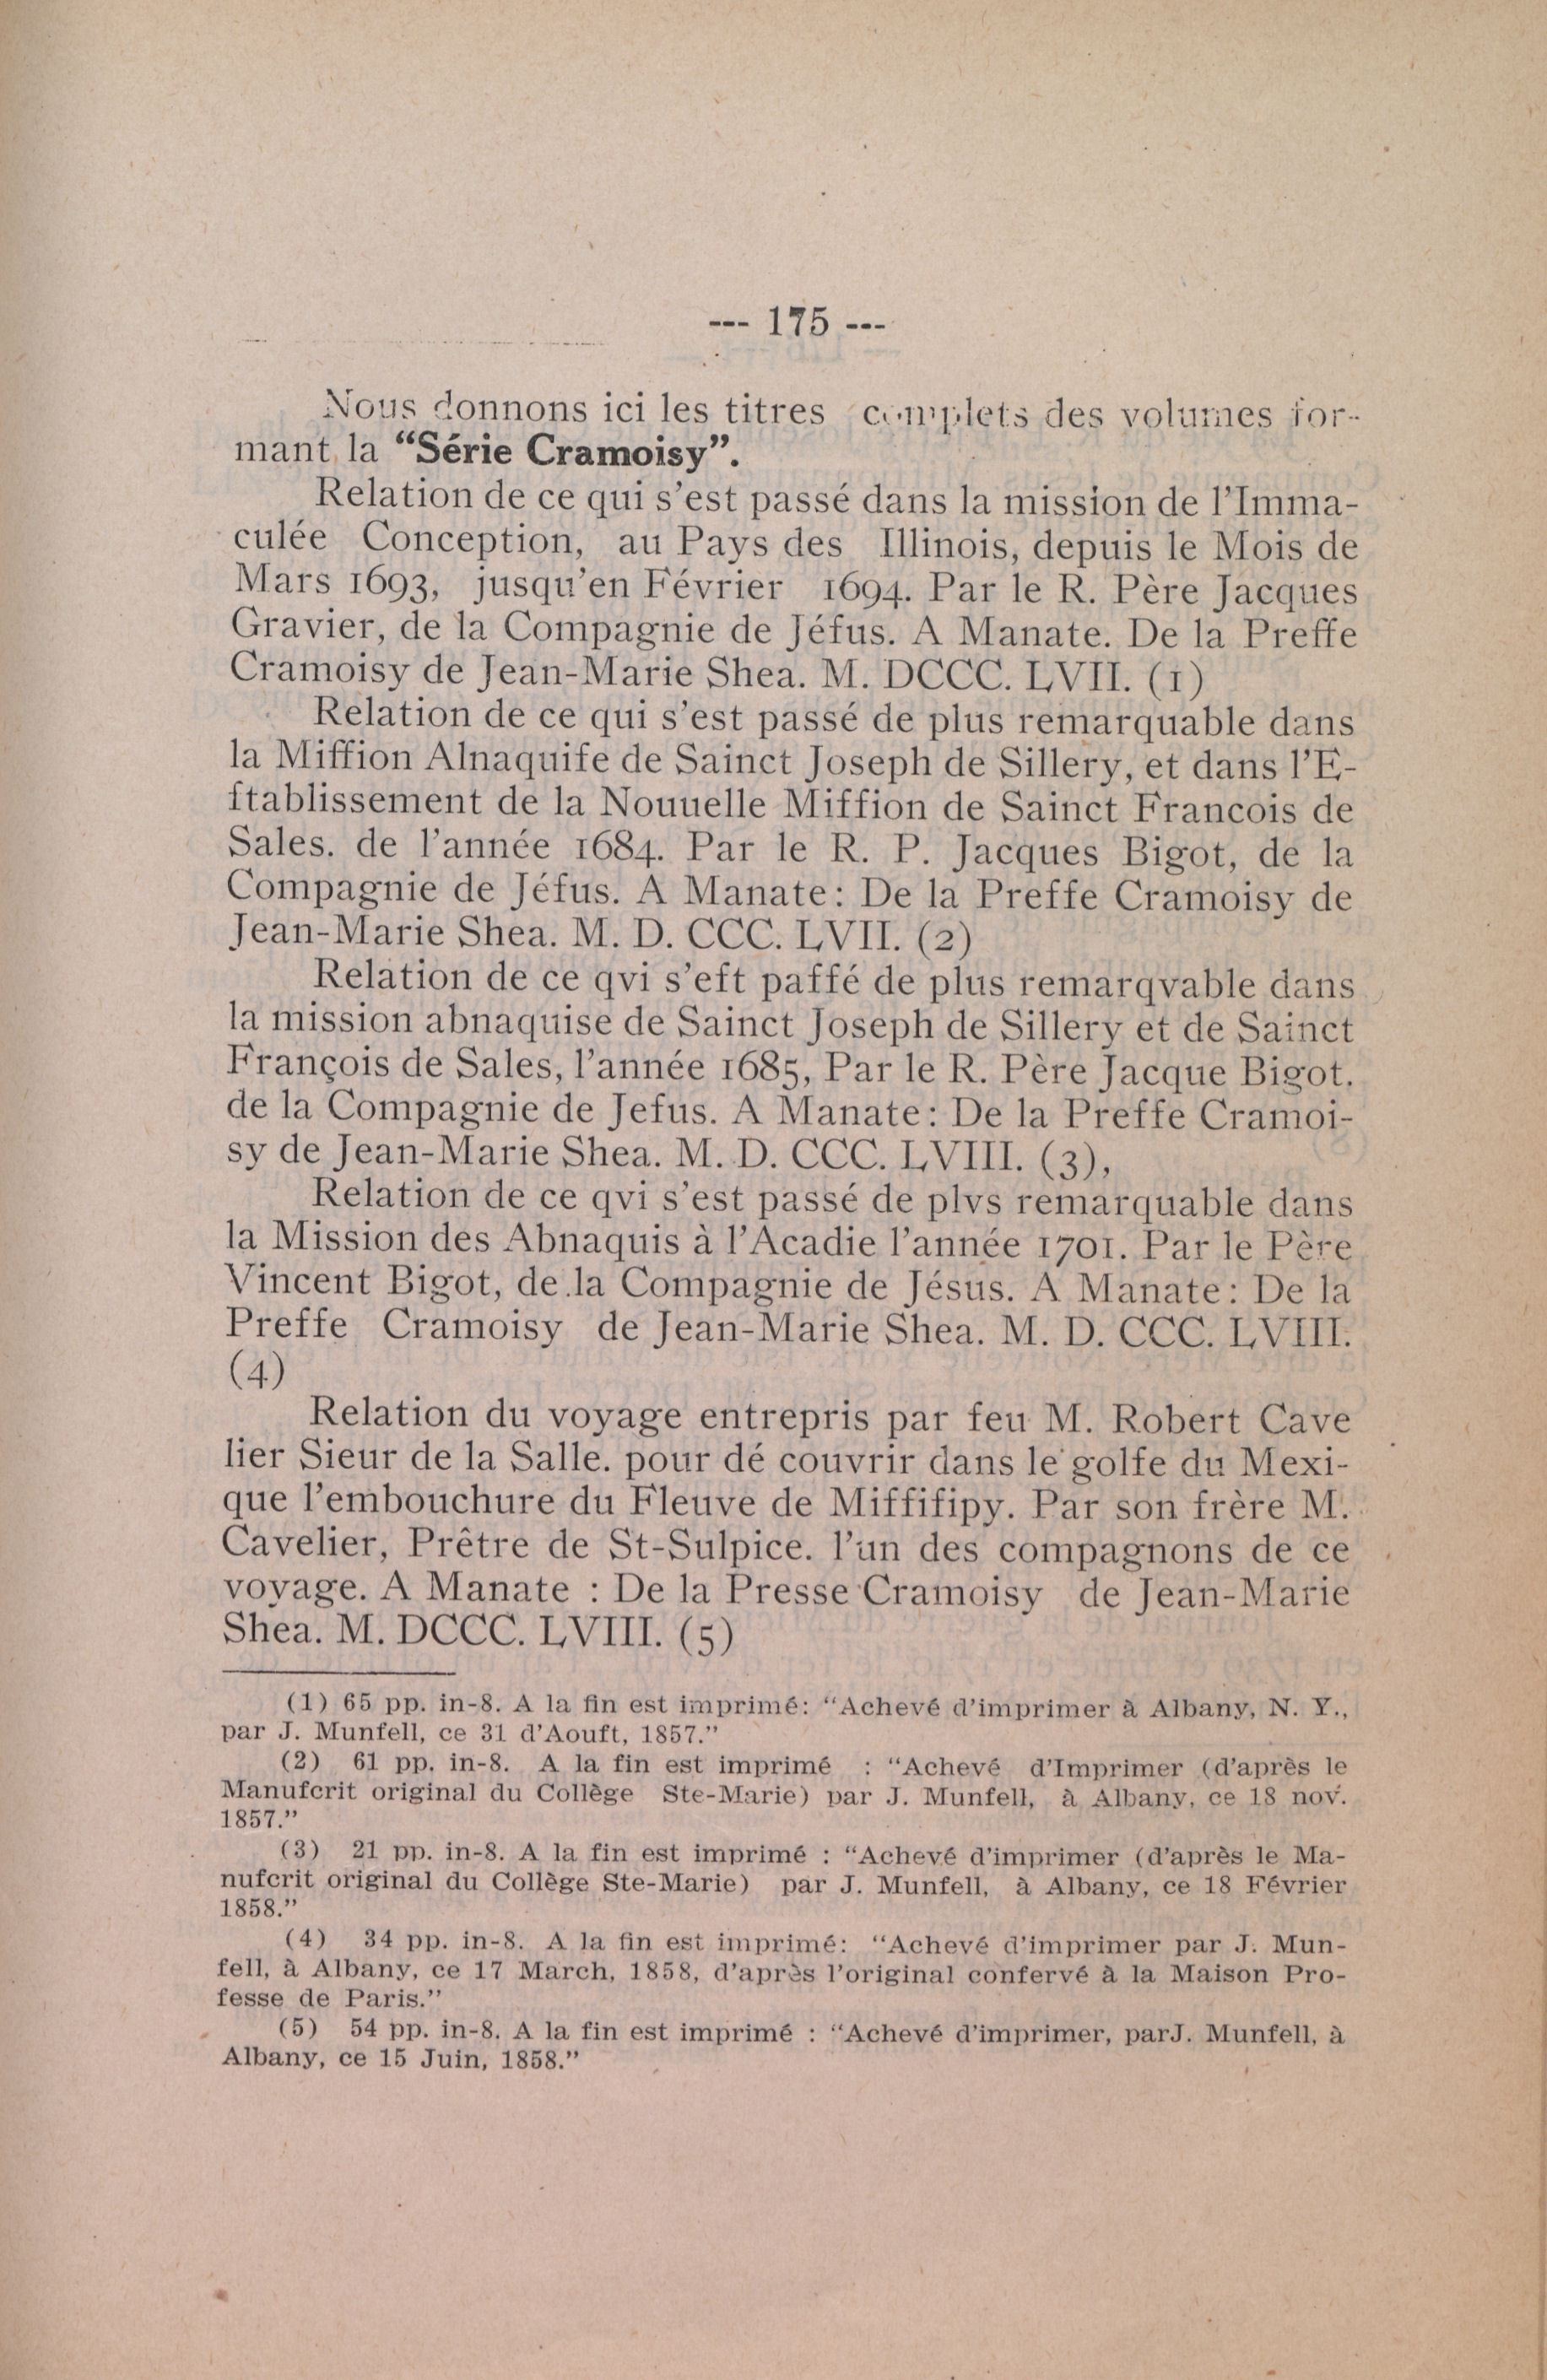 --- 175 ---
Nous donnons ici les titres complets des volumes for-
mant la “Série Cramoisy”.
Relation de ce qui s’est passé dans la mission de l’Imma-
culée Conception, au Pays des Illinois, depuis le Mois de
Mars 1693, jusqu’en Février 1694. Par le R. Père Jacques
Gravier, de la Compagnie de Jéfus. A Manate. De la Preffe
Cramoisy de Jean-Marie Shea. M. DCCC. LVII. (1)
Relation de ce qui s’est passé de plus remarquable dans
la Miffion Alnaquife de Sainct Joseph de Sillery, et dans l’E-
ftablissement de la Nouuelle Miffion de Sainct Francois de
Sales. de l’année 1684. Par le R. P. Jacques Bigot, de la
Compagnie de Jéfus. A Manate: De la Preffe Cramoisy de
Jean-Marie Shea. M. D. CCC. LVII. (2)
Relation de ce qvi s’eft paffé de plus remarqvable dans
la mission abnaquise de Sainct Joseph de Sillery et de Sainct
François de Sales, l’année 1685, Par le R. Père Jacque Bigot.
de la Compagnie de Jefus. A Manate: De la Preffe Cramoi-
sy de Jean-Marie Shea. M. D. CCC. LVIII. (3),
Relation de ce qvi s’est passé de plvs remarquable dans
la Mission des Abnaquis à l’Acadie l’année 1701. Par le Père
Vincent Bigot, de la Compagnie de Jésus. A Manate: De la
Preffe Cramoisy de Jean-Marie Shea. M. D. CCC. LVIII.
(4)
Relation du voyage entrepris par feu M. Robert Cave
lier Sieur de la Salle. pour dé couvrir dans le golfe du Mexi-
que l’embouchure du Fleuve de Miffifipy. Par son frère M.
Cavelier, Prêtre de St-Sulpice. l’un des compagnons de ce
voyage. A Manate : De la Presse Cramoisy de Jean-Marie
Shea. M. DCCC. LVIII. (5)
(1) 65 pp. in-8. A la fin est imprimé: “Achevé d’imprimer à Albany, N. Y.,
par J. Munfell, ce 31 d’Aouft, 1857.”
(2) 61 pp. in-8. A la fin est imprimé : “Achevé d’Imprimer (d’après le
Manufcrit original du Collège Ste-Marie) par J. Munfell, à Albany, ce 18 nov.
1857.”
(3) 21 pp. in-8. A la fin est imprimé : “Achevé d’imprimer (d’après le Ma-
nufcrit original du Collège Ste-Marie) par J. Munfell, à Albany, ce 18 Février
1858.”
(4) 34 pp. in-8. A la fin est imprimé: “Achevé d’imprimer par J. Mun-
fell, à Albany, ce 17 March, 1858, d’après l’original confervé à la Maison Pro-
fesse de Paris.”
(5) 54 pp. in-8. A la fin est imprimé : “Achevé d’imprimer, parJ. Munfell, à
Albany, ce 15 Juin, 1858.”